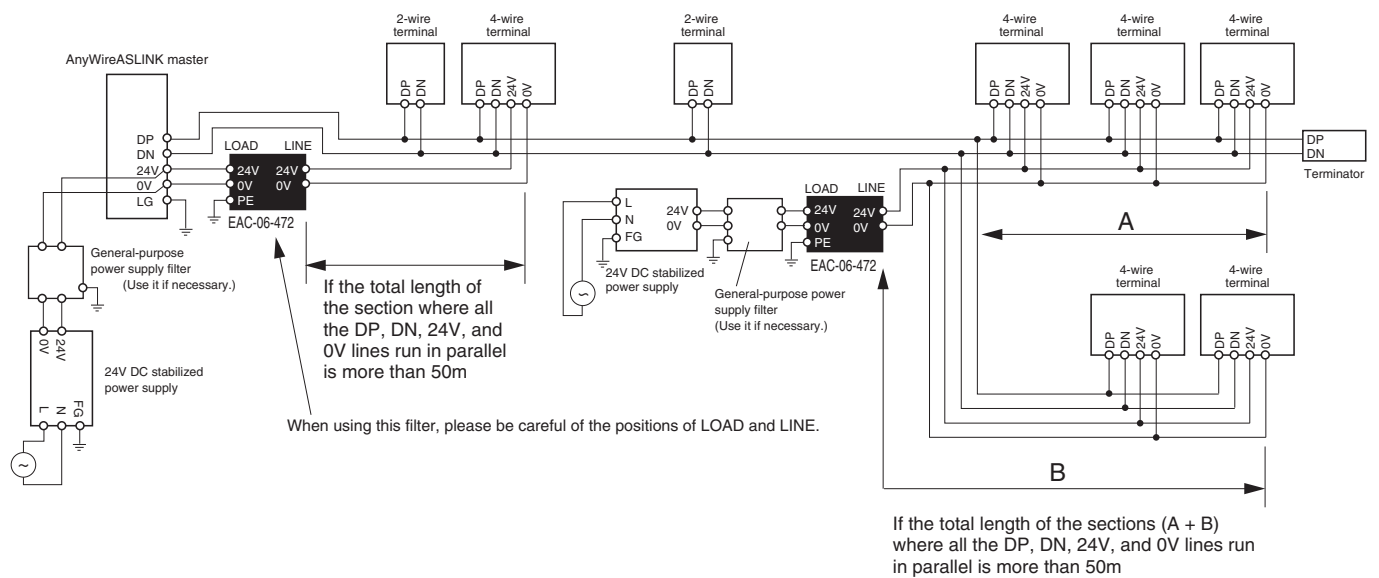 2-wire
terminal
4-wire
terminal
2-wire
terminal
4-wire
terminal
4-wire
terminal
4-wire
terminal
AnyWireASLINK master
DP
DN
DP
DN
24V
0V
DP
DN
DP
DN
24V
0V
DP
DN
24V
0V
DP
DN
24V
0V
DP
DN
24V
0V
LG
LOAD LINE
24V 24V
0V 0V
PE
EAC-06-472
DP
DN
Terminator
L
N
FG
24V
0V
24V DC stabilized
power supply
General-purpose power
supply filter
(Use it if necessary.)
LOAD LINE
24V 24V
0V 0V
PE
EAC-06-472
A
General-purpose
power supply filter
(Use it if necessary.)
If the total length of
the section where all
the DP, DN, 24V, and
0V lines run in parallel
is more than 50m
0V
24V
L
N
FG
24V DC stabilized
power supply
~
~
When using this filter, please be careful of the positions of LOAD and LINE.
4-wire
terminal
4-wire
terminal
DP
DN
24V
0V
DP
DN
24V
0V
B
If the total length of the sections (A + B)
where all the DP, DN, 24V, and 0V lines run
in parallel is more than 50m